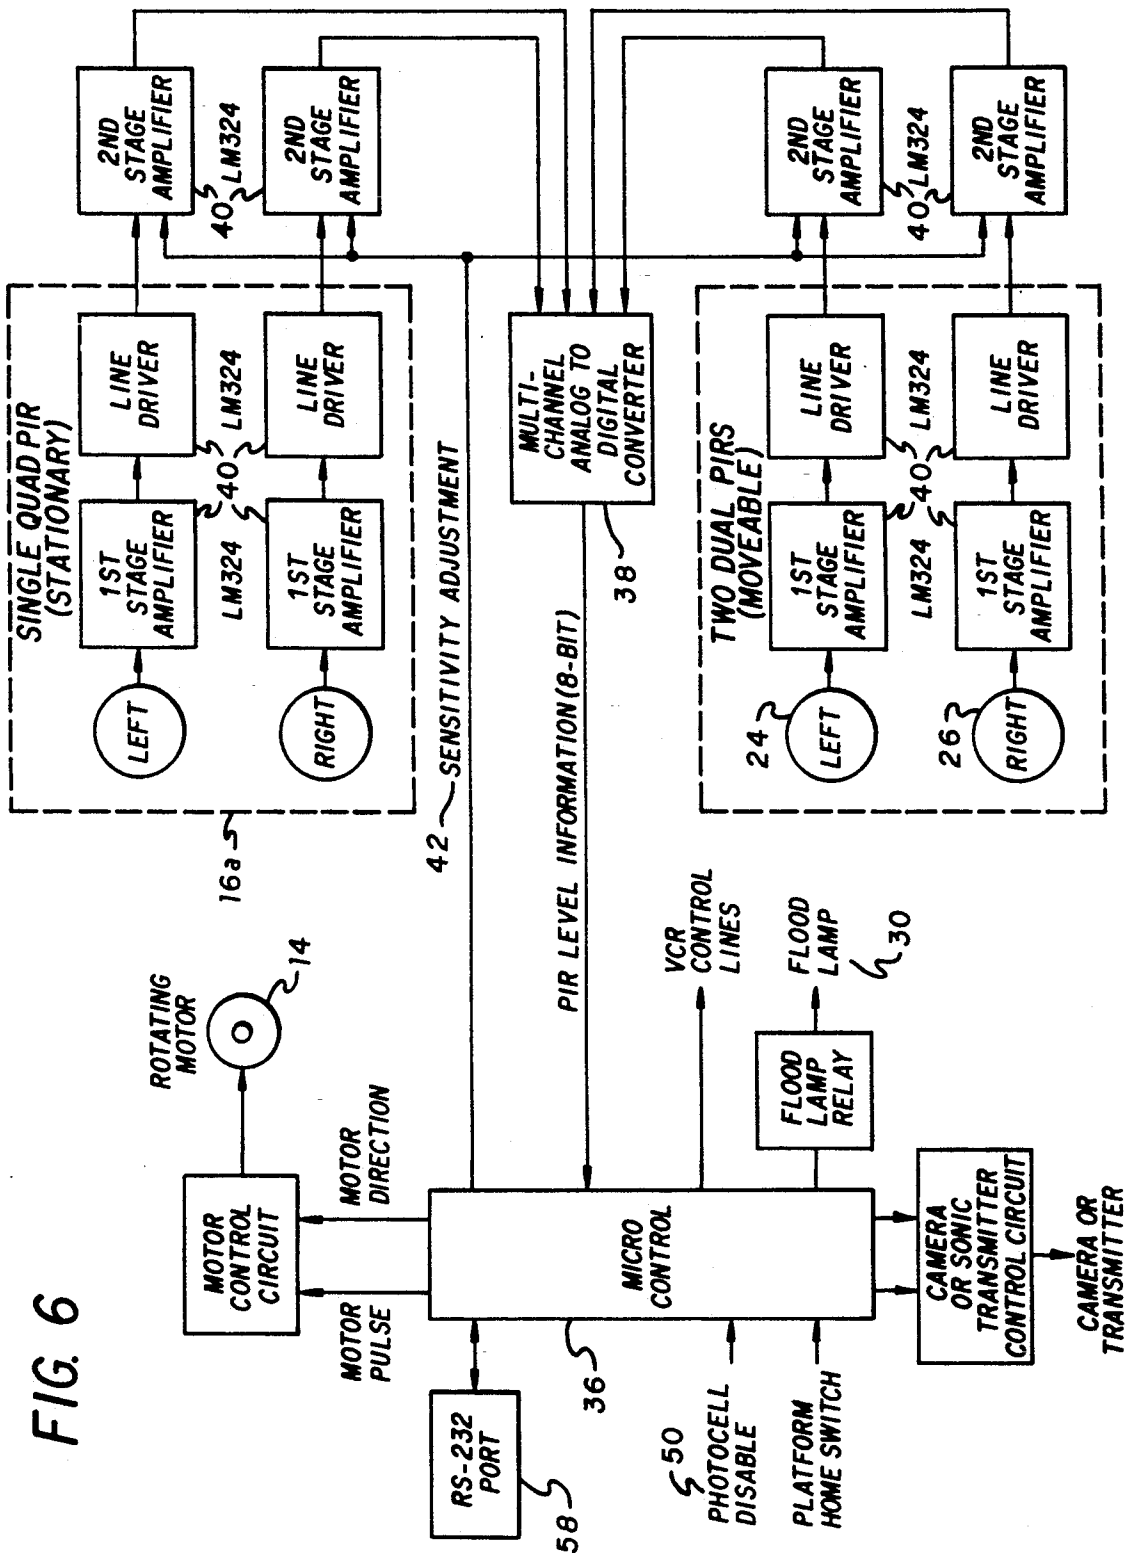 FIG. 6
RS-232
PORT
58
MOTOR
PULSE
MOTOR
DIRECTION
MOTOR
CONTROL
CIRCUIT
ROTATING
MOTOR
14
MICRO
CONTROL
36
50
PHOTOCELL
DISABLE
PLATFORM
HOME SWITCH
CAMERA
OR SONIC
TRANSMITTER
CONTROL CIRCUIT
CAMERA OR
TRANSMITTER
FLOOD
LAMP
RELAY
FLOOD
LAMP
30
VCR
CONTROL
LINES
42
SENSITIVITY ADJUSTMENT
PIR LEVEL INFORMATION (8-BIT)
16a
SINGLE QUAD PIR
(STATIONARY)
LEFT
1ST
STAGE
AMPLIFIER
LINE
DRIVER
2ND
STAGE
AMPLIFIER
LM324
40
LM324
40
LM324
RIGHT
1ST
STAGE
AMPLIFIER
LINE
DRIVER
2ND
STAGE
AMPLIFIER
MULTI-
CHANNEL
ANALOG TO
DIGITAL
CONVERTER
38
TWO DUAL PIRS
(MOVEABLE)
24
LEFT
1ST
STAGE
AMPLIFIER
LINE
DRIVER
2ND
STAGE
AMPLIFIER
LM324
40
LM324
40
LM324
26
RIGHT
1ST
STAGE
AMPLIFIER
LINE
DRIVER
2ND
STAGE
AMPLIFIER